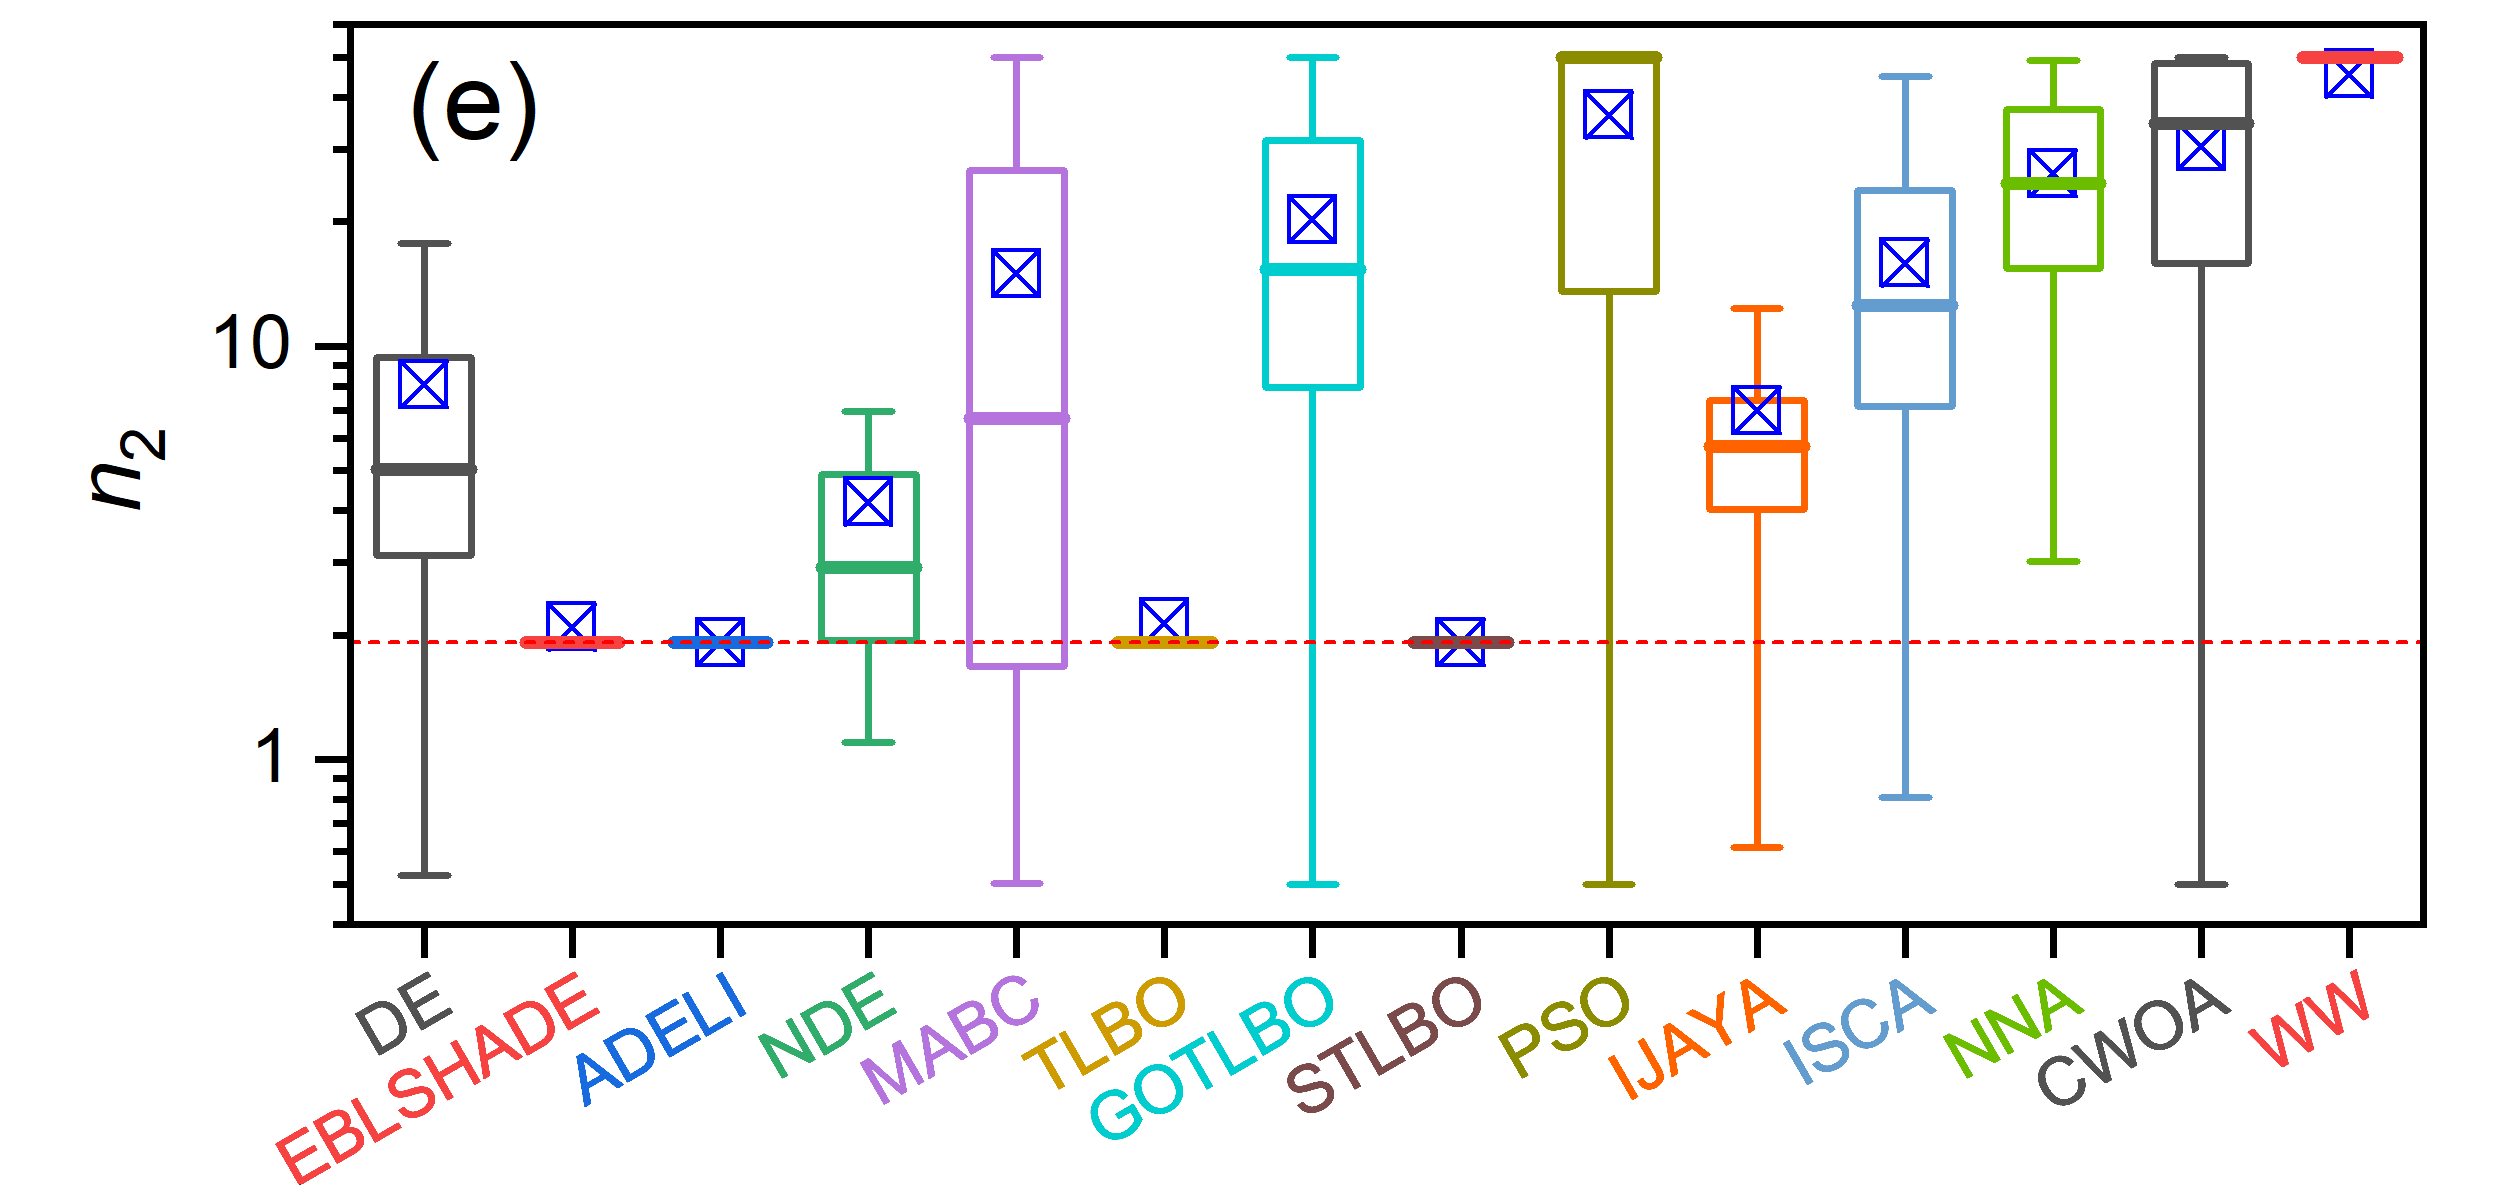 (e)
10
1
n2
DE
EBLSHADE
ADELI
NDE
MABC
TLBO
GOTLBO
STLBO
PSO
IJAYA
ISCA
NNA
CWOA
WW